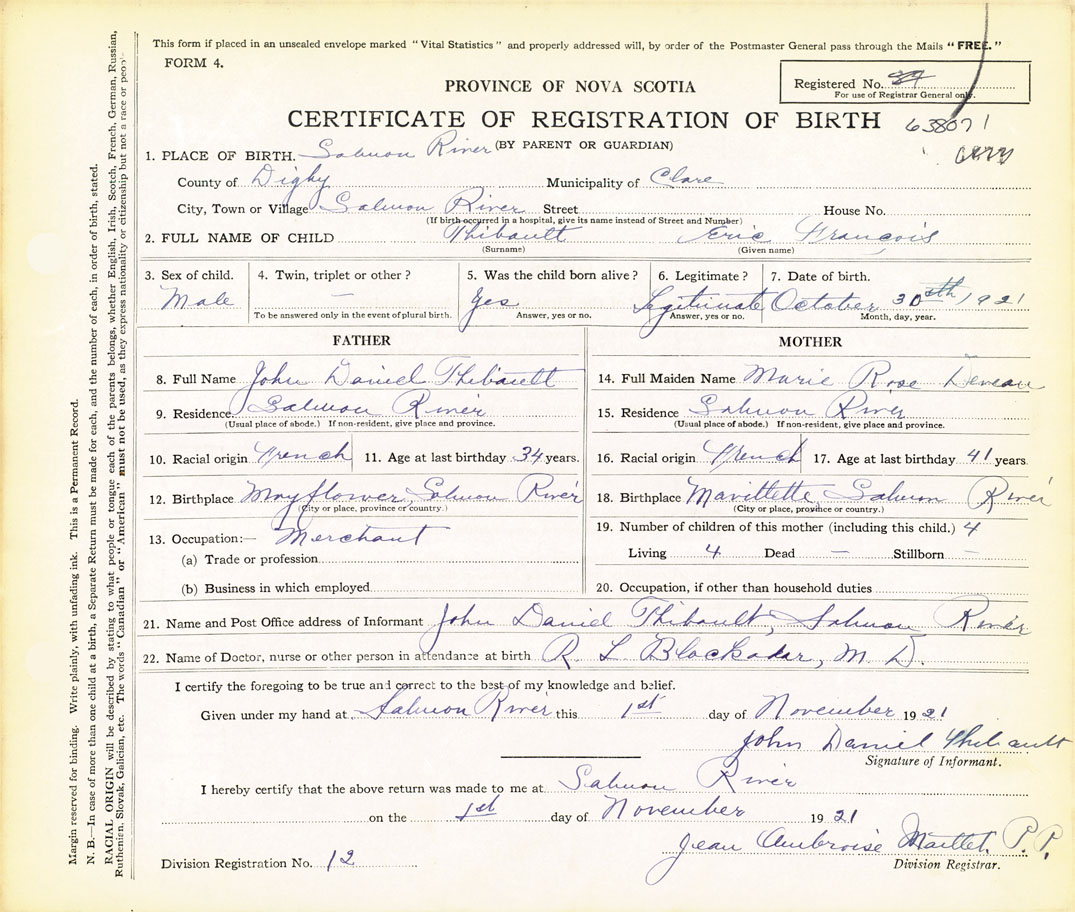 This form if placed in an unsealed envelope marked "Vital Statistics" and properly addressed will, by order of the Postmaster General pass through the Mails "FREE."
FORM 4.
PROVINCE OF NOVA SCOTIA
Registered No. 84
For use of Registrar General only.
CERTIFICATE OF REGISTRATION OF BIRTH
638071
(BY PARENT OR GUARDIAN)
1. PLACE OF BIRTH. Salmon River
County of Digby Municipality of Clare
City, Town or Village Salmon River Street House No.
(If birth occurred in a hospital, give its name instead of Street and Number)
2. FULL NAME OF CHILD Thibault Eric François
(Surname) (Given name)
3. Sex of child. 4. Twin, triplet or other? 5. Was the child born alive? 6. Legitimate? 7. Date of birth.
Male — Yes Legitimate October 30th, 1921
To be answered only in the event of plural birth. Answer, yes or no. Answer, yes or no. Month, day, year.
FATHER
8. Full Name John Daniel Thibault
9. Residence. Salmon River
(Usual place of abode.) If non-resident, give place and province.
10. Racial origin French 11. Age at last birthday 34 years.
12. Birthplace Mayflower Salmon River
(City or place, province or country.)
13. Occupation:— Merchant
(a) Trade or profession
(b) Business in which employed
MOTHER
14. Full Maiden Name Marie Rose Deveau
15. Residence Salmon River
(Usual place of abode.) If non-resident, give place and province.
16. Racial origin French 17. Age at last birthday 41 years
18. Birthplace Mavillette Salmon River
(City or place, province or country.)
19. Number of children of this mother (including this child.) 4
Living 4 Dead — Stillborn —
20. Occupation, if other than household duties
21. Name and Post Office address of Informant John Daniel Thibault, Salmon River
22. Name of Doctor, nurse or other person in attendance at birth R. L Blackadar, M. D.
I certify the foregoing to be true and correct to the best of my knowledge and belief.
Given under my hand at Salmon River this 1st day of November 1921
John Daniel Thibault
Signature of Informant.
I hereby certify that the above return was made to me at Salmon River
on the 1st day of November 1921
Jean Ambroise Maillet. P. P.
Division Registration No. 12 Division Registrar.
Margin reserved for binding. Write plainly, with unfading ink. This is a Permanent Record.
N. B.—In case of more than one child at a birth, a Separate Return must be made for each, and the number of each, in order of birth, stated.
RACIAL ORIGIN will be described by stating to what people or tongue each of the parents belongs, whether English, Irish, Scotch, French, German, Russian,
Ruthenien, Slovak, Galician, etc. The words "Canadian" or "American" must not be used, as they express nationality or citizenship but not a race or people